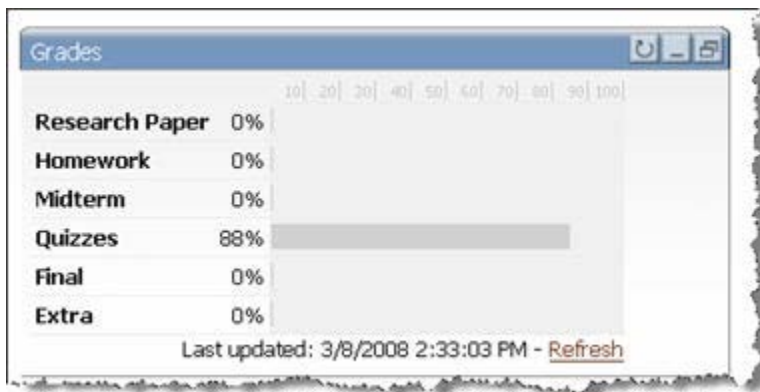 Grades
10| 20| 30| 40| 50| 60| 70| 80| 90| 100|
Research Paper 0%
Homework 0%
Midterm 0%
Quizzes 88%
Final 0%
Extra 0%
Last updated: 3/8/2008 2:33:03 PM - Refresh